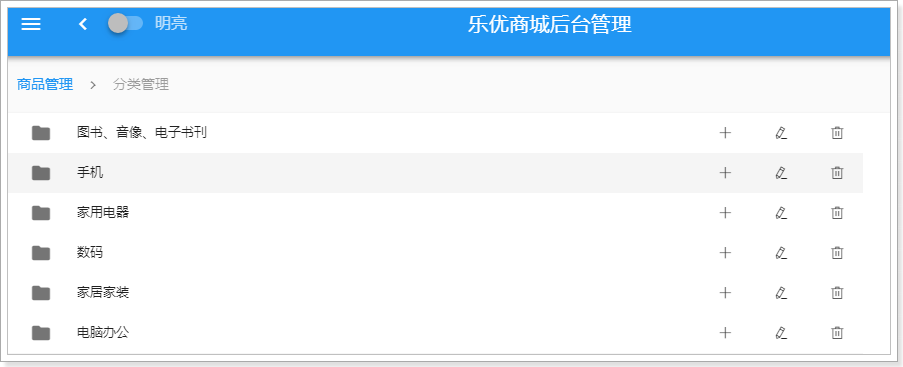 明亮 乐优商城后台管理
商品管理 > 分类管理
图书、音像、电子书刊
手机
家用电器
数码
家居家装
电脑办公